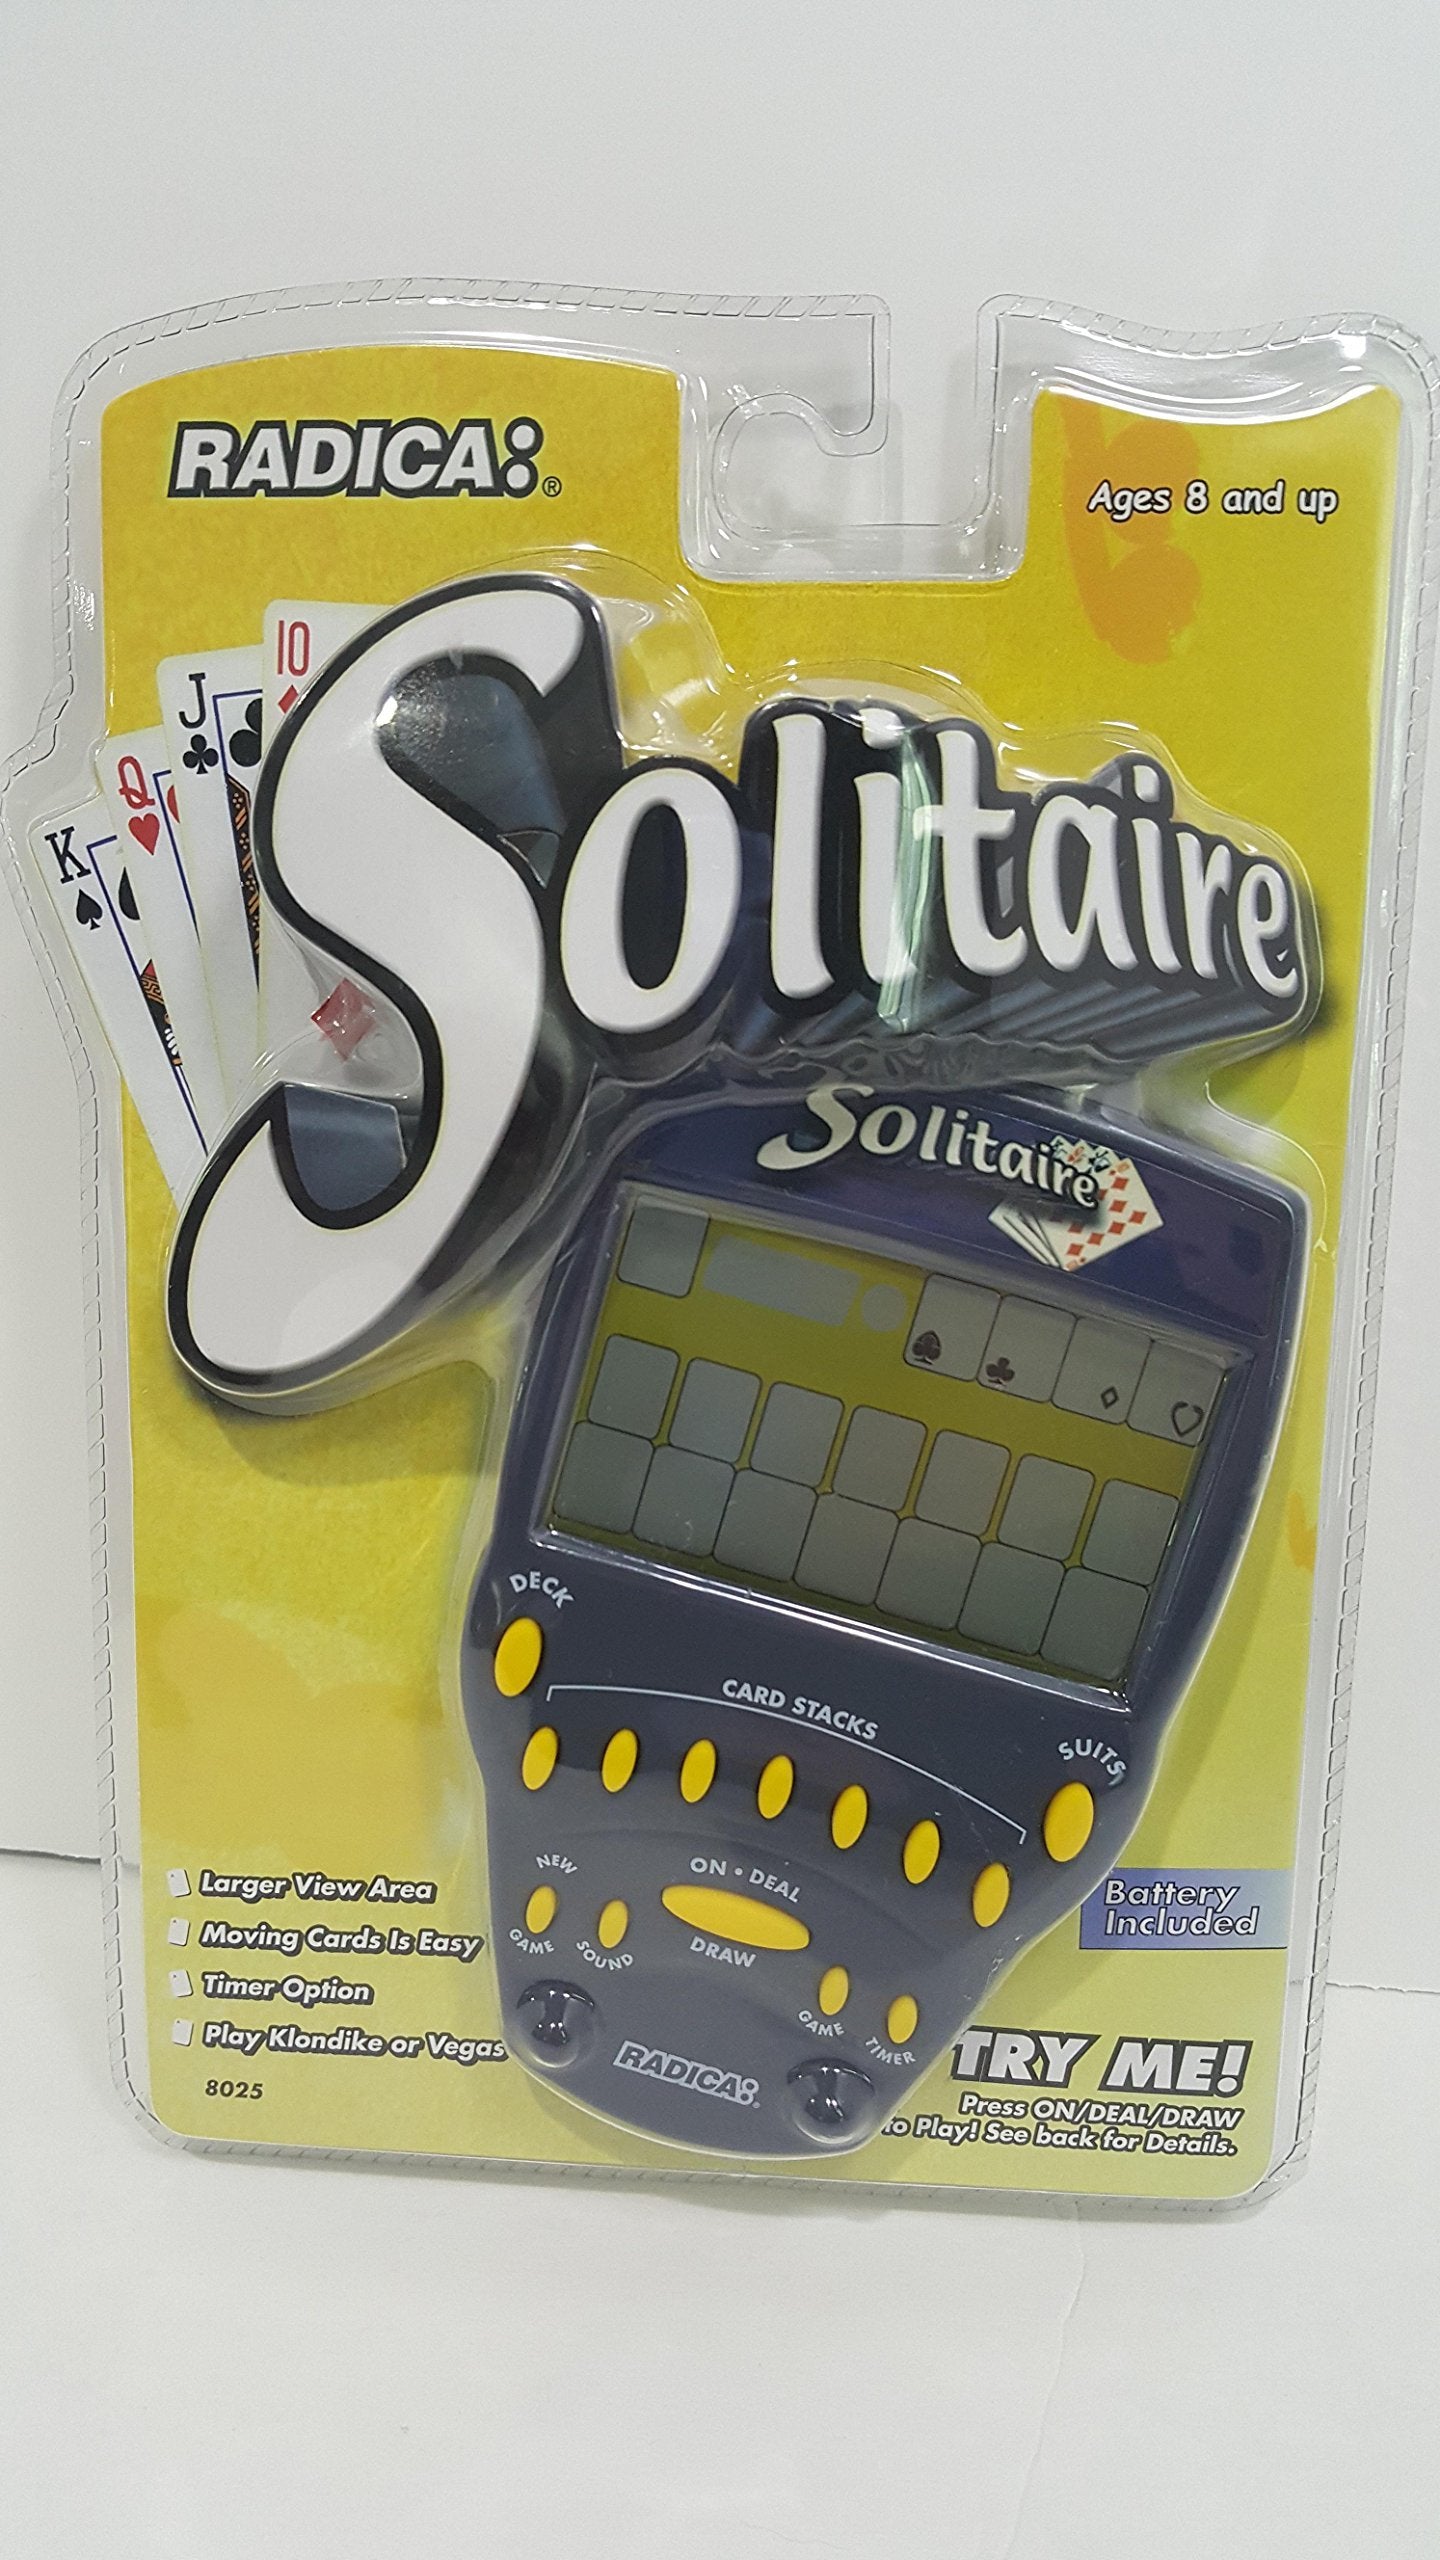 RADICA:®
Ages 8 and up
10
J
Q
K
Solitaire
Solitaire
DECK
CARD STACKS
SUITS
NEW
GAME
SOUND
ON • DEAL
DRAW
GAME
TIMER
RADICA:
Larger View Area
Moving Cards Is Easy
Timer Option
Play Klondike or Vegas
8025
Battery
Included
TRY ME!
Press ON/DEAL/DRAW
to Play! See back for Details.